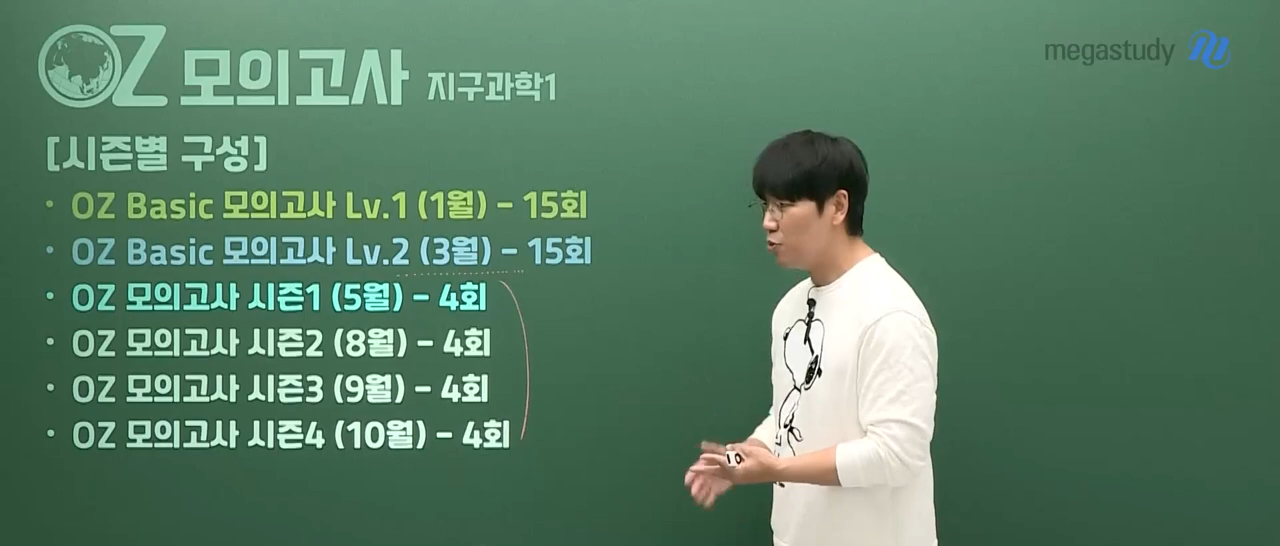 OZ 모의고사 지구과학1
megastudy
[시즌별 구성]
• OZ Basic 모의고사 Lv.1 (1월) – 15회
• OZ Basic 모의고사 Lv.2 (3월) – 15회
• OZ 모의고사 시즌1 (5월) – 4회
• OZ 모의고사 시즌2 (8월) – 4회
• OZ 모의고사 시즌3 (9월) – 4회
• OZ 모의고사 시즌4 (10월) – 4회